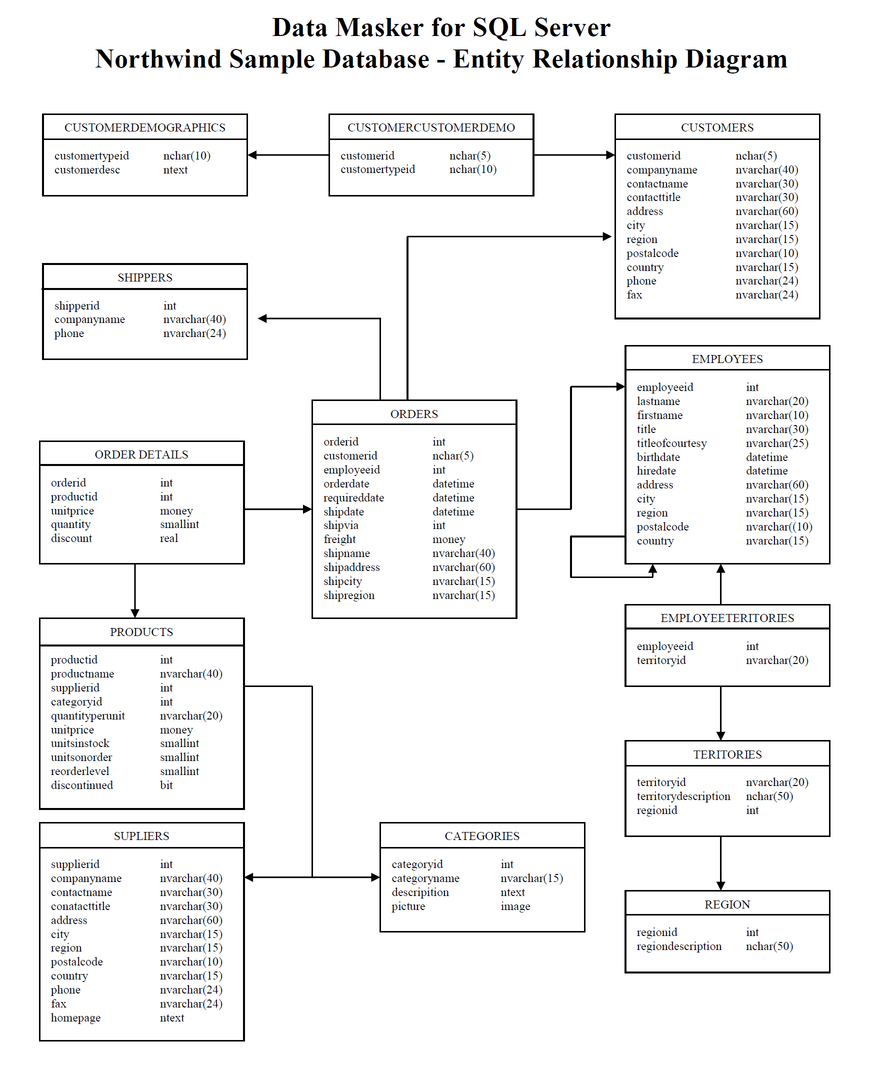 Data Masker for SQL Server
Northwind Sample Database - Entity Relationship Diagram
CUSTOMERDEMOGRAPHICS
customertypeid nchar(10)
customerdesc ntext
CUSTOMERCUSTOMERDEMO
customerid nchar(5)
customertypeid nchar(10)
CUSTOMERS
customerid nchar(5)
companyname nvarchar(40)
contactname nvarchar(30)
contacttitle nvarchar(30)
address nvarchar(60)
city nvarchar(15)
region nvarchar(15)
postalcode nvarchar(10)
country nvarchar(15)
phone nvarchar(24)
fax nvarchar(24)
SHIPPERS
shipperid int
companyname nvarchar(40)
phone nvarchar(24)
EMPLOYEES
employeeid int
lastname nvarchar(20)
firstname nvarchar(10)
title nvarchar(30)
titleofcourtesy nvarchar(25)
birthdate datetime
hiredate datetime
address nvarchar(60)
city nvarchar(15)
region nvarchar(15)
postalcode nvarchar((10)
country nvarchar(15)
ORDERS
orderid int
customerid nchar(5)
employeeid int
orderdate datetime
requireddate datetime
shipdate datetime
shipvia int
freight money
shipname nvarchar(40)
shipaddress nvarchar(60)
shipcity nvarchar(15)
shipregion nvarchar(15)
ORDER DETAILS
orderid int
productid int
unitprice money
quantity smallint
discount real
PRODUCTS
productid int
productname nvarchar(40)
supplierid int
categoryid int
quantityperunit nvarchar(20)
unitprice money
unitsinstock smallint
unitsonorder smallint
reorderlevel smallint
discontinued bit
EMPLOYEETERITORIES
employeeid int
territoryid nvarchar(20)
TERITORIES
territoryid nvarchar(20)
territorydescription nchar(50)
regionid int
SUPLIERS
supplierid int
companyname nvarchar(40)
contactname nvarchar(30)
conatacttitle nvarchar(30)
address nvarchar(60)
city nvarchar(15)
region nvarchar(15)
postalcode nvarchar(10)
country nvarchar(15)
phone nvarchar(24)
fax nvarchar(24)
homepage ntext
CATEGORIES
categoryid int
categoryname nvarchar(15)
descripition ntext
picture image
REGION
regionid int
regiondescription nchar(50)